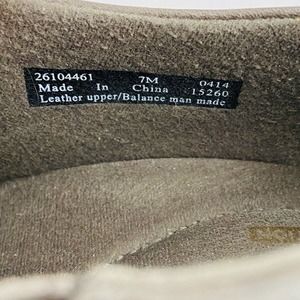 26104461 7M 0414
Made In China 15260
Leather upper/Balance man made